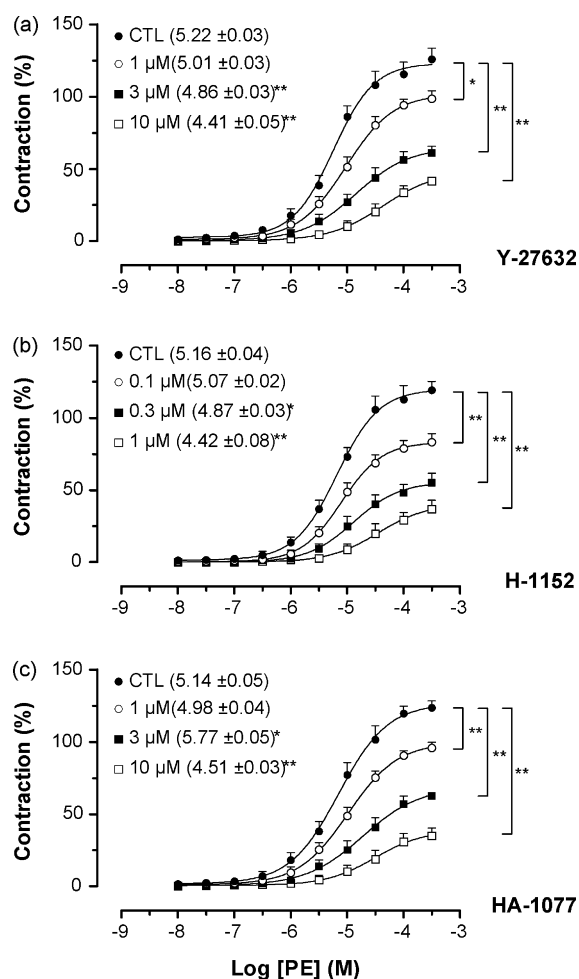 (a)
CTL (5.22 ±0.03)
1 µM(5.01 ±0.03)
3 µM (4.86 ±0.03)**
10 µM (4.41 ±0.05)**
*
**
**
Contraction (%)
150
100
50
0
-9 -8 -7 -6 -5 -4 -3
Y-27632
(b)
CTL (5.16 ±0.04)
0.1 µM(5.07 ±0.02)
0.3 µM (4.87 ±0.03)*
1 µM (4.42 ±0.08)**
**
**
**
Contraction (%)
150
100
50
0
-9 -8 -7 -6 -5 -4 -3
H-1152
(c)
CTL (5.14 ±0.05)
1 µM(4.98 ±0.04)
3 µM (5.77 ±0.05)*
10 µM (4.51 ±0.03)**
**
**
**
Contraction (%)
150
100
50
0
-9 -8 -7 -6 -5 -4 -3
HA-1077
Log [PE] (M)